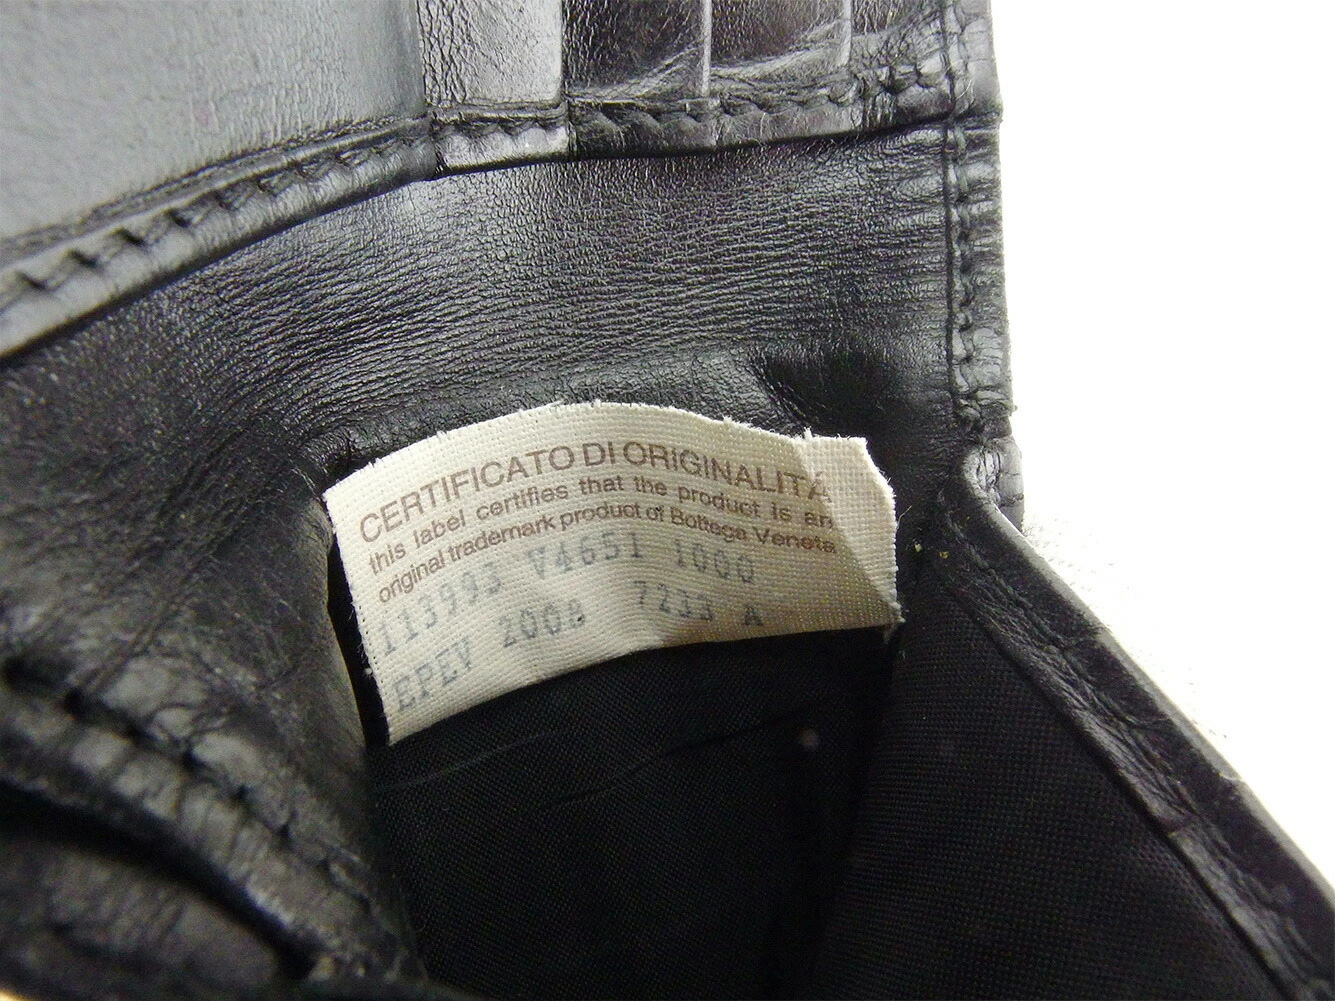 CERTIFICATO DI ORIGINALITÀ
this label certifies that the product is an
original trademark product of Bottega Veneta
113993 V4651 1000
EPEV 2008 7233 A